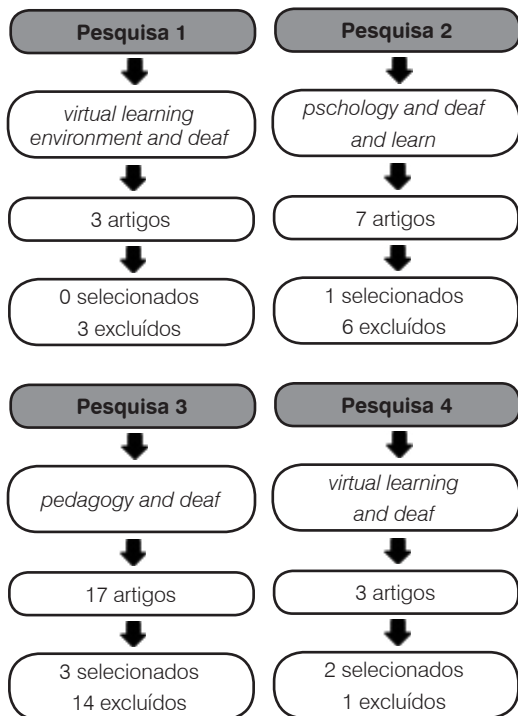 Pesquisa 1
virtual learning
environment and deaf
3 artigos
0 selecionados
3 excluídos
Pesquisa 2
pschology and deaf
and learn
7 artigos
1 selecionados
6 excluídos
Pesquisa 3
pedagogy and deaf
17 artigos
3 selecionados
14 excluídos
Pesquisa 4
virtual learning
and deaf
3 artigos
2 selecionados
1 excluídos